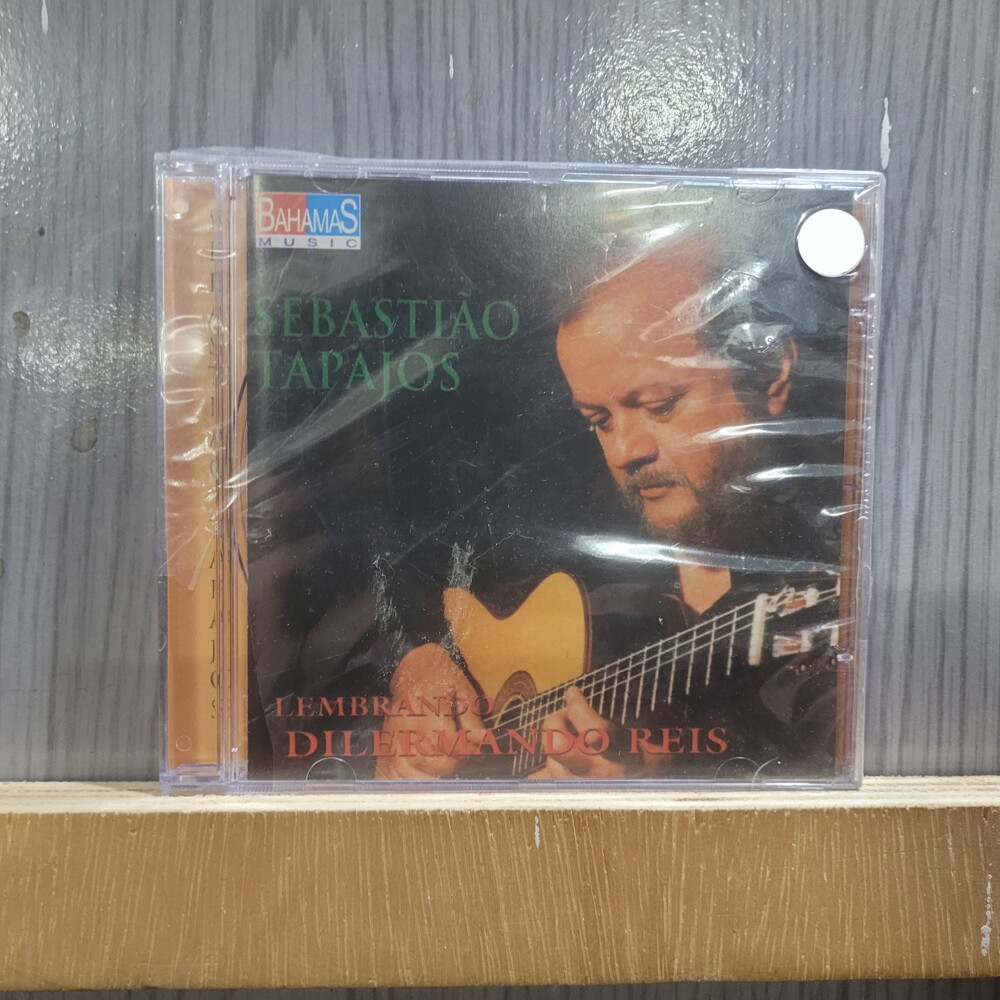 BAHAMAS
MUSIC
SEBASTIÃO
TAPAJOS
LEMBRANDO
DILERMANDO REIS